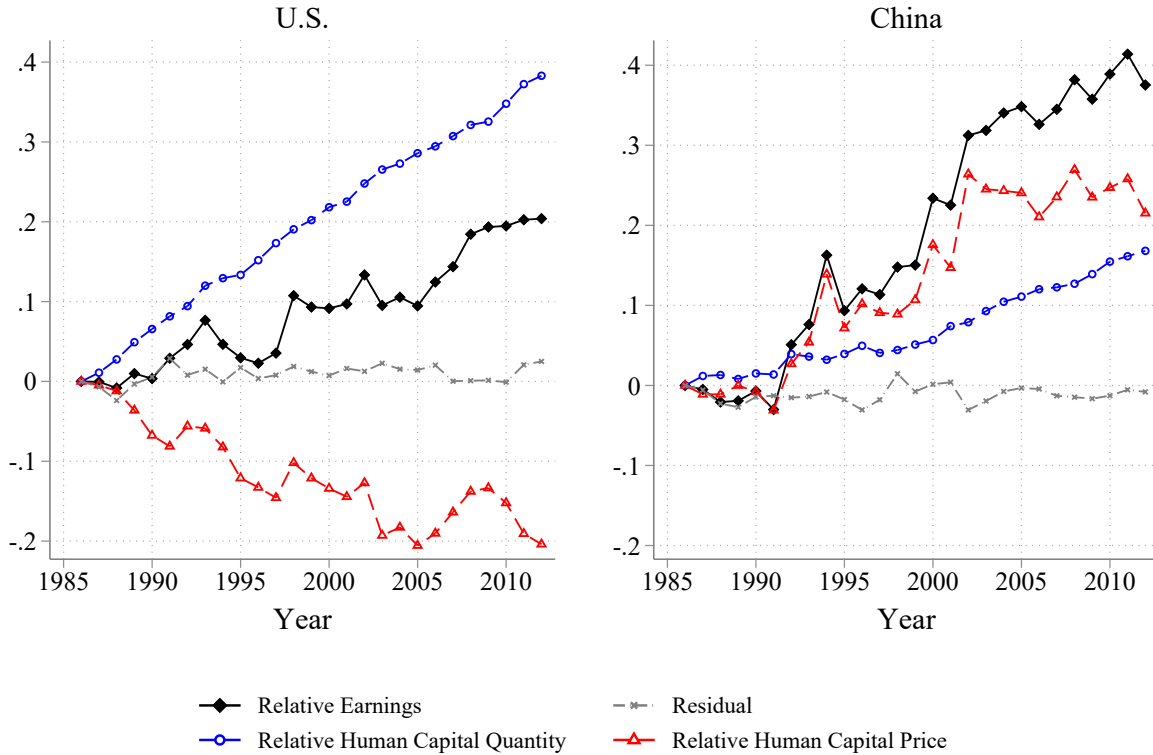 U.S.
.4
.3
.2
.1
0
-.1
-.2
1985 1990 1995 2000 2005 2010
Year
China
.4
.3
.2
.1
0
-.1
-.2
1985 1990 1995 2000 2005 2010
Year
Relative Earnings
Residual
Relative Human Capital Quantity
Relative Human Capital Price